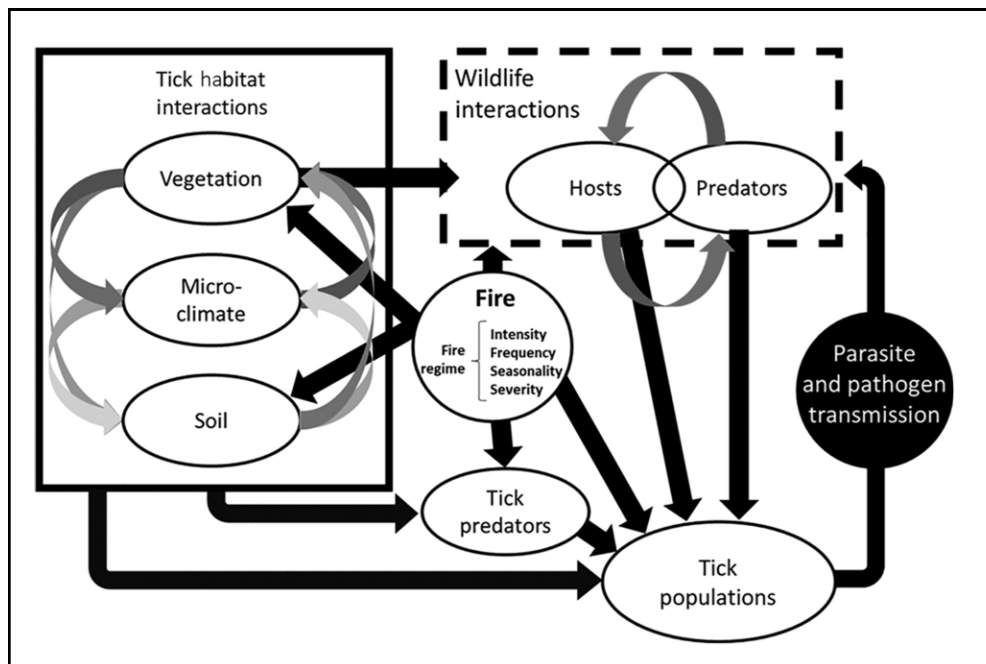 Tick habitat
interactions
Vegetation
Micro-
climate
Soil
Wildlife
interactions
Hosts
Predators
Fire
Fire
regime
Intensity
Frequency
Seasonality
Severity
Tick
predators
Tick
populations
Parasite
and pathogen
transmission